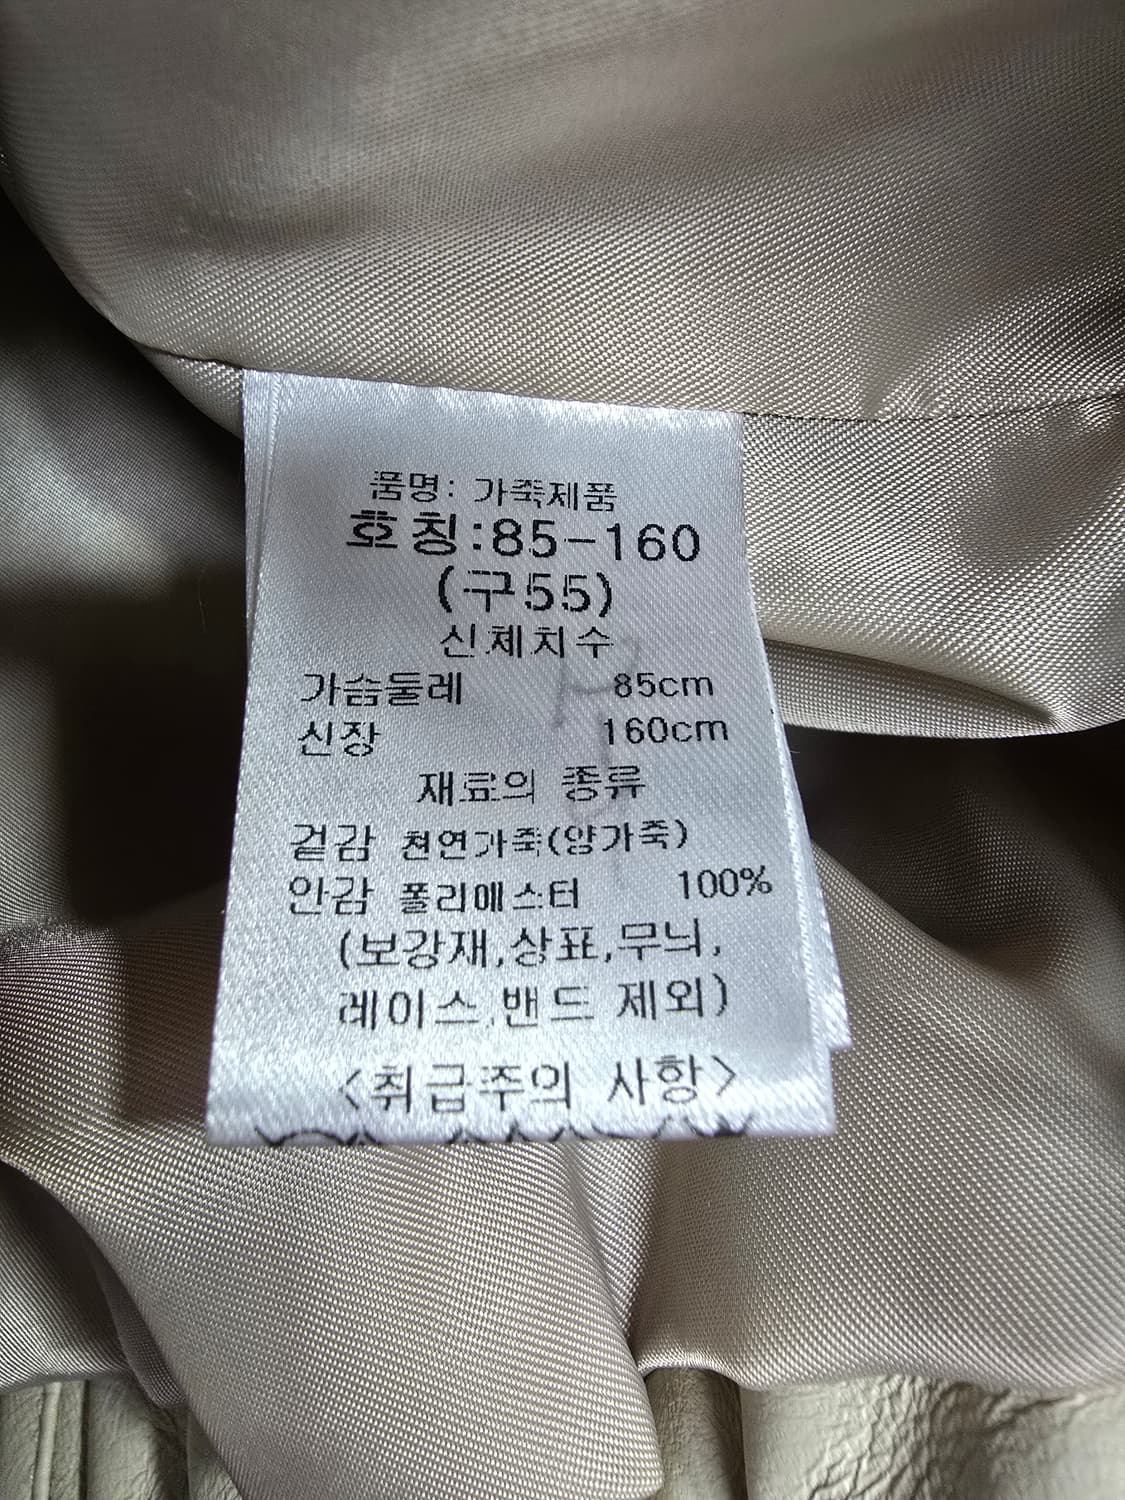 품명: 가죽제품
호칭:85-160
(구55)
신체치수
가슴둘레 85cm
신장 160cm
재료의 종류
겉감 천연가죽(양가죽)
안감 폴리에스터 100%
(보강재,상표,무늬,
레이스,밴드 제외)
<취급주의 사항>